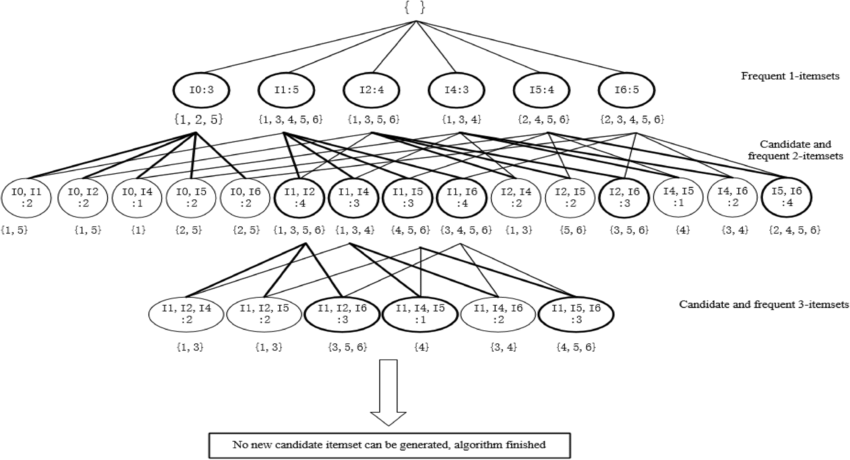 { }
I0:3 I1:5 I2:4 I4:3 I5:4 I6:5
Frequent 1-itemsets
{1, 2, 5} {1, 3, 4, 5, 6} {1, 3, 5, 6} {1, 3, 4} {2, 4, 5, 6} {2, 3, 4, 5, 6}
Candidate and
frequent 2-itemsets
I0, I1 I0, I2 I0, I4 I0, I5 I0, I6 I1, I2 I1, I4 I1, I5 I1, I6 I2, I4 I2, I5 I2, I6 I4, I5 I4, I6 I5, I6
:2 :2 :1 :2 :2 :4 :3 :3 :4 :2 :2 :3 :1 :2 :4
{1, 5} {1, 5} {1} {2, 5} {2, 5} {1, 3, 5, 6} {1, 3, 4} {4, 5, 6} {3, 4, 5, 6} {1, 3} {5, 6} {3, 5, 6} {4} {3, 4} {2, 4, 5, 6}
Candidate and frequent 3-itemsets
I1, I2, I4 I1, I2, I5 I1, I2, I6 I1, I4, I5 I1, I4, I6 I1, I5, I6
:2 :2 :3 :1 :2 :3
{1, 3} {1, 3} {3, 5, 6} {4} {3, 4} {4, 5, 6}
No new candidate itemset can be generated, algorithm finished